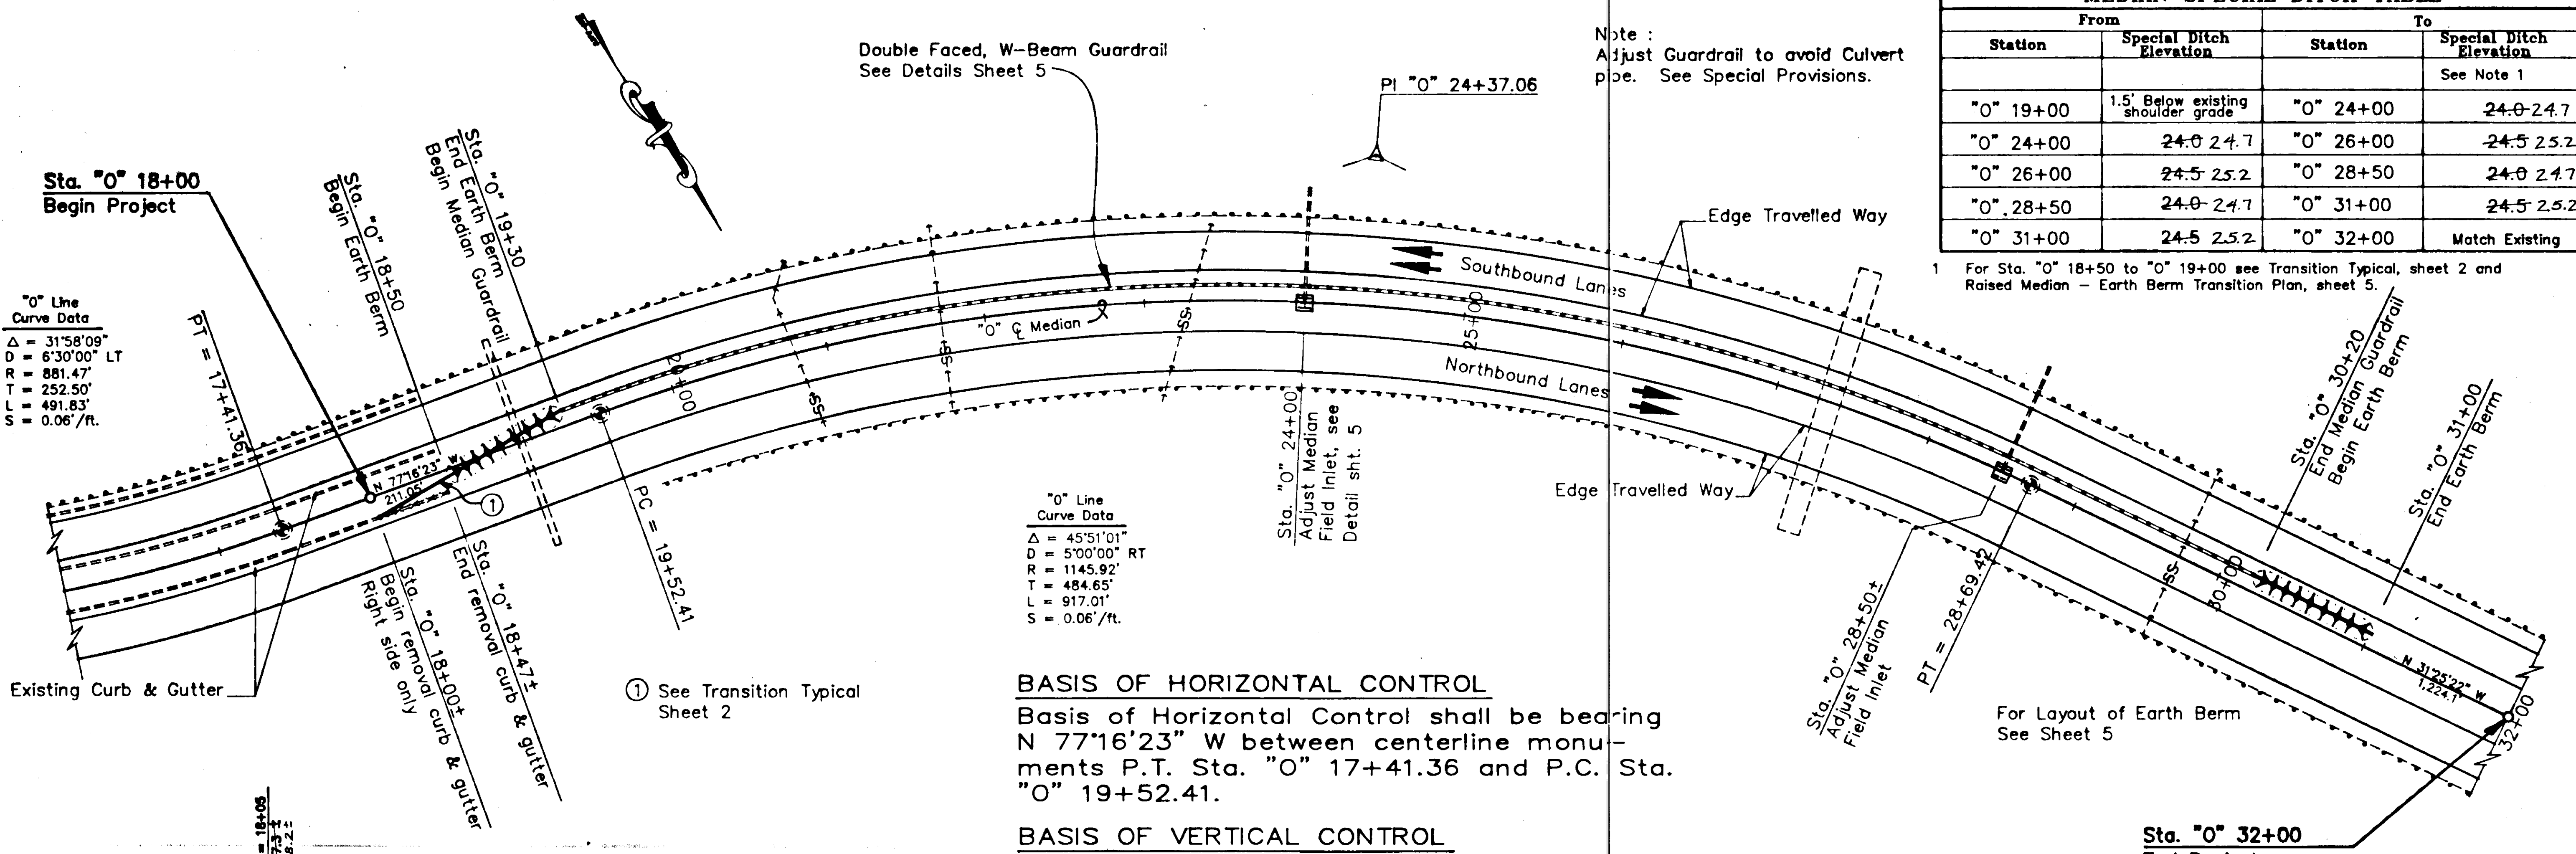 Double Faced, W-Beam Guardrail
See Details Sheet 5
Note :
Adjust Guardrail to avoid Culvert
pipe. See Special Provisions.
PI "O" 24+37.06
MEDIAN SPECIAL DITCH TABLE
From To
Station Special Ditch Elevation Station Special Ditch Elevation
See Note 1
"O" 19+00 1.5' Below existing shoulder grade "O" 24+00 24.0 24.7
"O" 24+00 24.0 24.7 "O" 26+00 24.5 25.2
"O" 26+00 24.5 25.2 "O" 28+50 24.0 24.7
"O" 28+50 24.0 24.7 "O" 31+00 24.5 25.2
"O" 31+00 24.5 25.2 "O" 32+00 Match Existing
1 For Sta. "O" 18+50 to "O" 19+00 see Transition Typical, sheet 2 and
Raised Median – Earth Berm Transition Plan, sheet 5.
Sta. "O" 18+00
Begin Project
Sta. "O" 18+50
Begin Earth Berm
Sta. "O" 19+30
End Earth Berm
Begin Median Guardrail
Edge Travelled Way
Southbound Lanes
"O" ℄ Median
Northbound Lanes
20+00
25+00
30+00
32+00
SS
SS
SS
SS
"O" Line
Curve Data
Δ = 31°58'09"
D = 6°30'00" LT
R = 881.47'
T = 252.50'
L = 491.83'
S = 0.06'/ft.
PT = 17+41.36
N 77°16'23" W
211.05'
1
PC = 19+52.41
Sta. "O" 18+00±
Begin removal curb & gutter
Right side only
Sta. "O" 18+47±
End removal curb & gutter
Existing Curb & Gutter
1 See Transition Typical
Sheet 2
"O" Line
Curve Data
Δ = 45°51'01"
D = 5°00'00" RT
R = 1145.92'
T = 484.65'
L = 917.01'
S = 0.06'/ft.
Sta. "O" 24+00
Adjust Median
Field Inlet, see
Detail sht. 5
Edge Travelled Way
Sta. "O" 28+50±
Adjust Median
Field Inlet
PT = 28+69.42
Sta. "O" 30+20
End Median Guardrail
Begin Earth Berm
Sta. "O" 31+00
End Earth Berm
N 31°25'22" W
1,224.1'
For Layout of Earth Berm
See Sheet 5
BASIS OF HORIZONTAL CONTROL
Basis of Horizontal Control shall be bearing
N 77°16'23" W between centerline monu-
ments P.T. Sta. "O" 17+41.36 and P.C. Sta.
"O" 19+52.41.
BASIS OF VERTICAL CONTROL
Sta. "O" 32+00
= 18+05